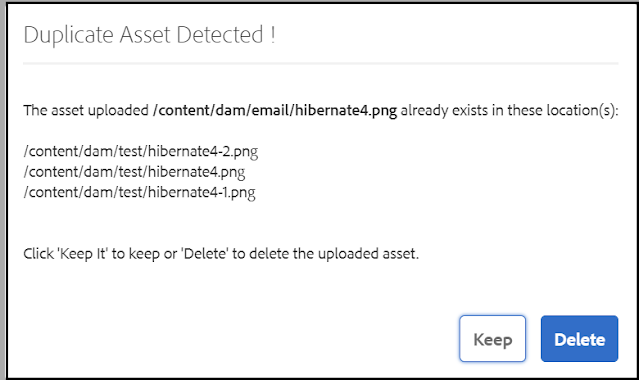 Duplicate Asset Detected !
The asset uploaded /content/dam/email/hibernate4.png already exists in these location(s):
/content/dam/test/hibernate4-2.png
/content/dam/test/hibernate4.png
/content/dam/test/hibernate4-1.png
Click 'Keep It' to keep or 'Delete' to delete the uploaded asset.
Keep Delete